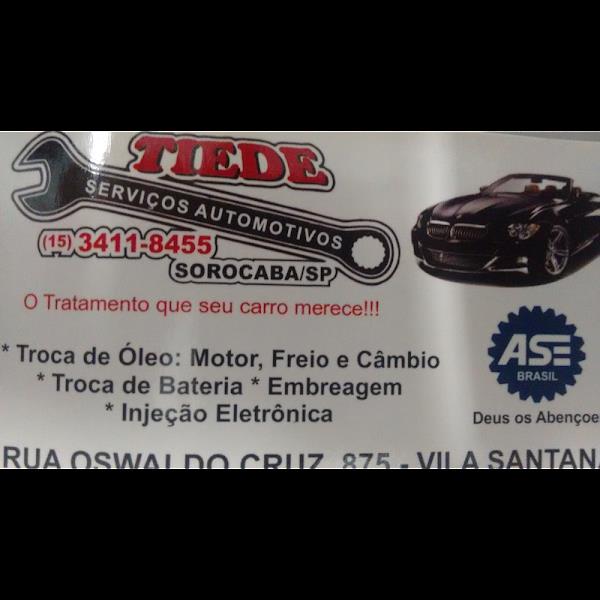 TIEDE
SERVIÇOS AUTOMOTIVOS
(15) 3411-8455
SOROCABA/SP
O Tratamento que seu carro merece!!!
* Troca de Óleo: Motor, Freio e Câmbio
* Troca de Bateria * Embreagem
* Injeção Eletrônica
ASE
BRASIL
Deus os Abençoe
RUA OSWALDO CRUZ, 875 - VILA SANTANA